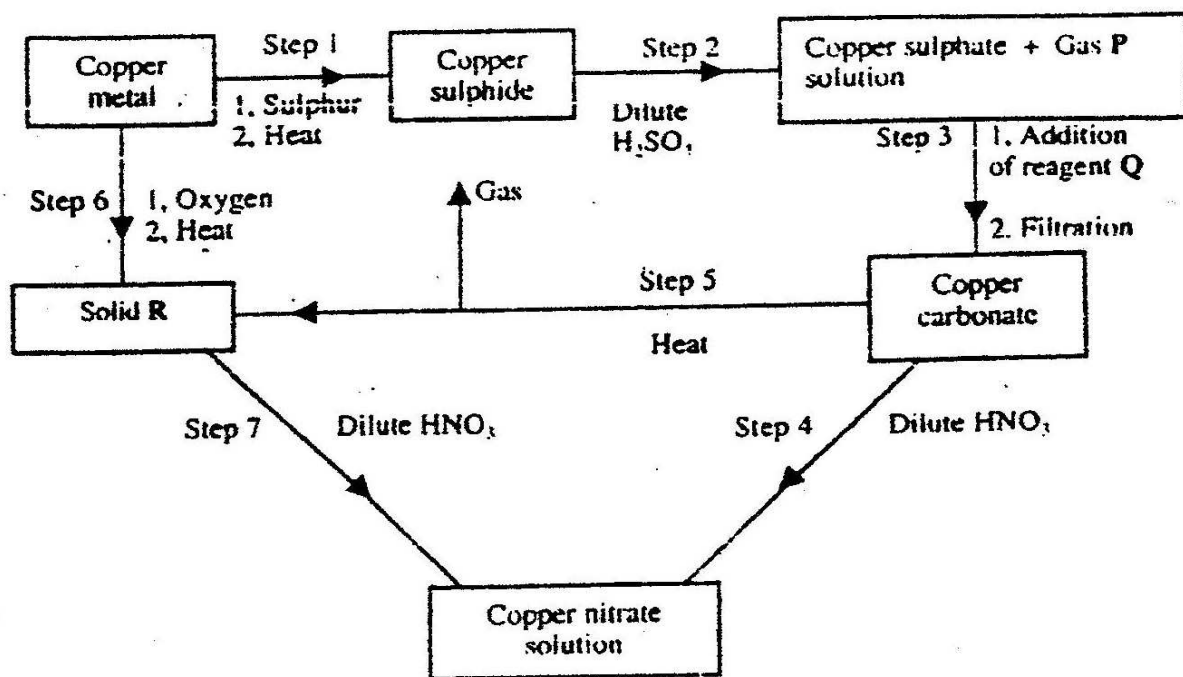 Copper
metal
Step 1
1. Sulphur
2, Heat
Copper
sulphide
Step 2
Dilute
H₂SO₄
Copper sulphate + Gas P
solution
Step 3
1. Addition
of reagent Q
2. Filtration
Step 6
1, Oxygen
2, Heat
Gas
Solid R
Step 5
Heat
Copper
carbonate
Step 7
Dilute HNO₃
Step 4
Dilute HNO₃
Copper nitrate
solution